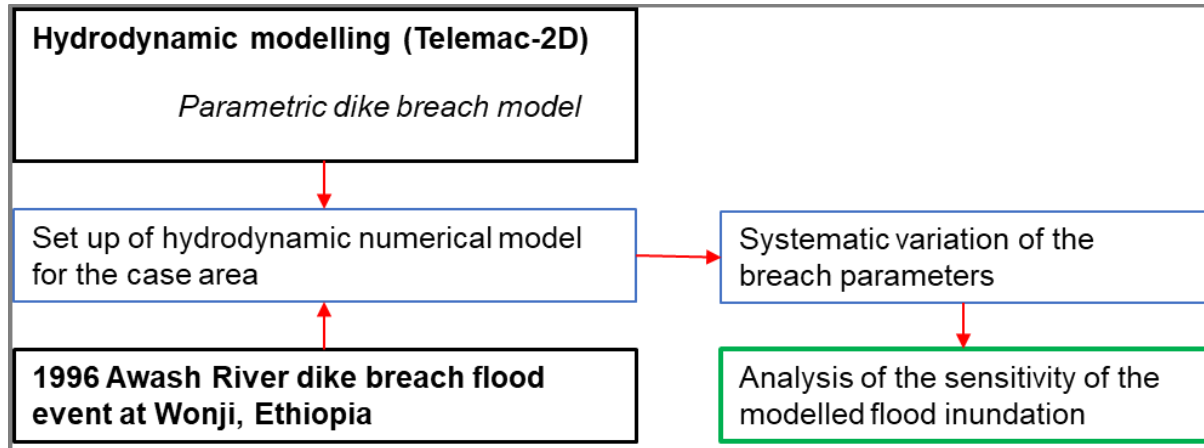 Hydrodynamic modelling (Telemac-2D)
Parametric dike breach model
Set up of hydrodynamic numerical model
for the case area
Systematic variation of the
breach parameters
1996 Awash River dike breach flood
event at Wonji, Ethiopia
Analysis of the sensitivity of the
modelled flood inundation